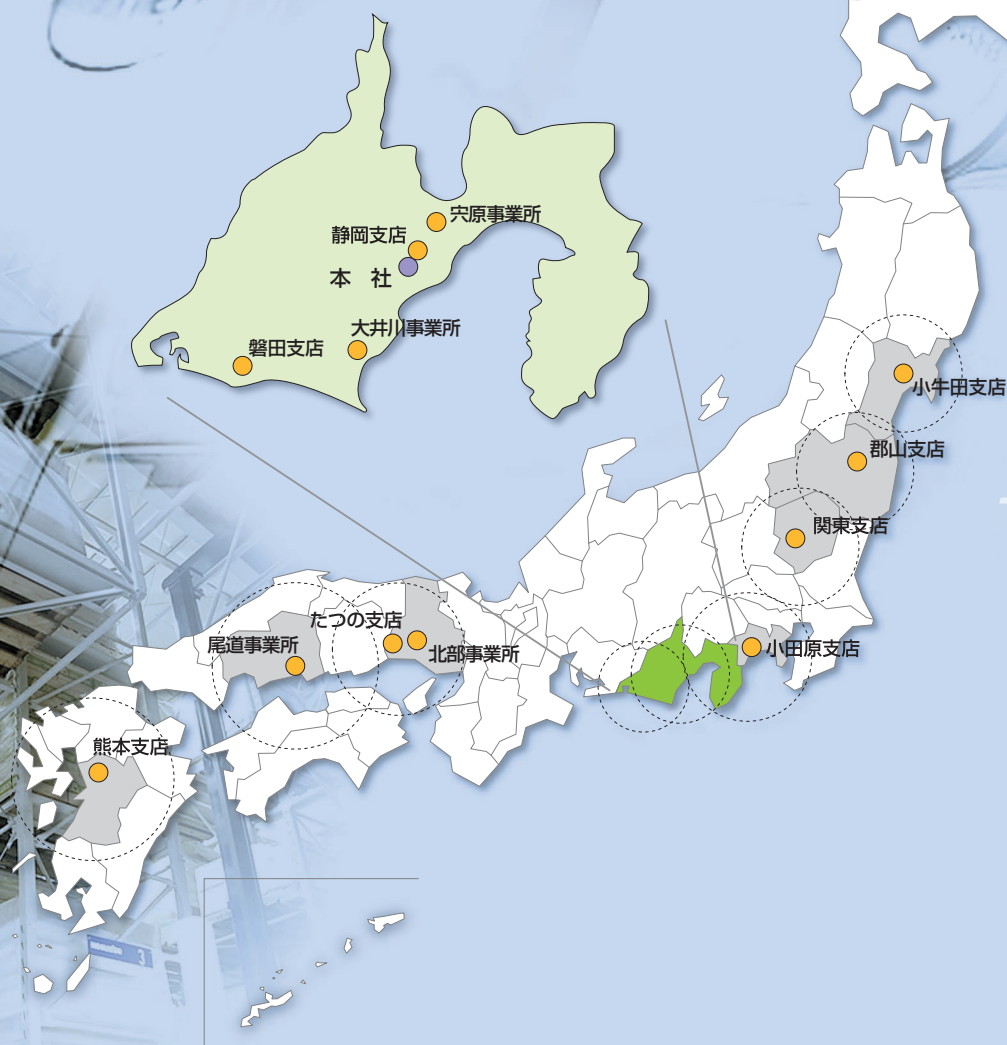 宍原事業所
静岡支店
本　社
大井川事業所
磐田支店
小牛田支店
郡山支店
関東支店
たつの支店
尾道事業所
北部事業所
小田原支店
熊本支店
3